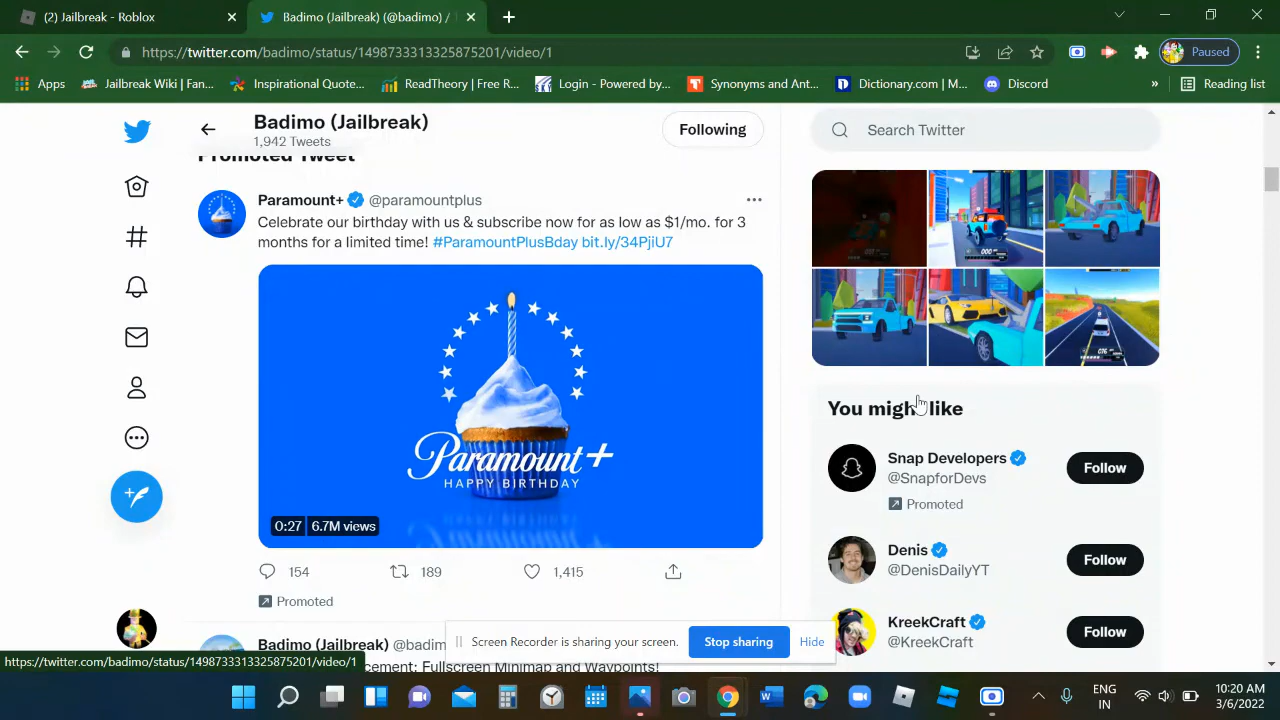 (2) Jailbreak - Roblox
Badimo (Jailbreak) (@badimo) /
https://twitter.com/badimo/status/1498733313325875201/video/1
Paused
Apps
Jailbreak Wiki | Fan...
Inspirational Quote...
ReadTheory | Free R...
Login - Powered by...
Synonyms and Ant...
Dictionary.com | M...
Discord
»
Reading list
Badimo (Jailbreak)
1,942 Tweets
Following
Search Twitter
Promoted Tweet
Paramount+ @paramountplus
Celebrate our birthday with us & subscribe now for as low as $1/mo. for 3
months for a limited time! #ParamountPlusBday bit.ly/34PjiU7
Paramount+
HAPPY BIRTHDAY
0:27 6.7M views
154
189
1,415
Promoted
You might like
Snap Developers
@SnapforDevs
Promoted
Follow
Denis
@DenisDailyYT
Follow
KreekCraft
@KreekCraft
Follow
Badimo (Jailbreak) @badim
cement: Fullscreen Minimap and Waypoints!
Screen Recorder is sharing your screen.
Stop sharing
Hide
https://twitter.com/badimo/status/1498733313325875201/video/1
ENG
IN
10:20 AM
3/6/2022